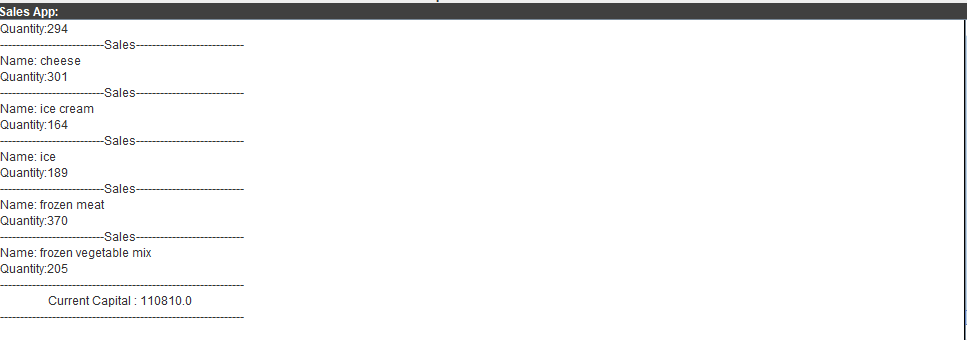 Sales App:
Quantity:294
---------------------------Sales---------------------------
Name: cheese
Quantity:301
---------------------------Sales---------------------------
Name: ice cream
Quantity:164
---------------------------Sales---------------------------
Name: ice
Quantity:189
---------------------------Sales---------------------------
Name: frozen meat
Quantity:370
---------------------------Sales---------------------------
Name: frozen vegetable mix
Quantity:205
-------------------------------------------------------------
Current Capital : 110810.0
-------------------------------------------------------------